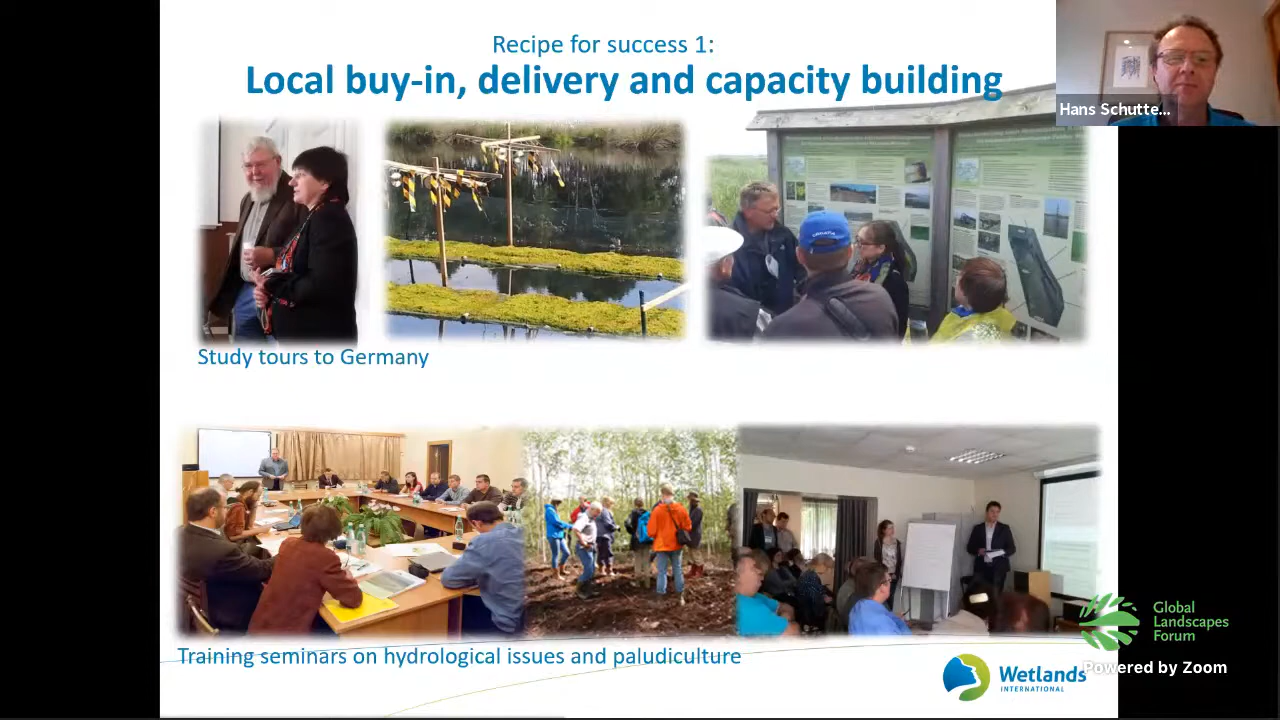 Recipe for success 1:
Local buy-in, delivery and capacity building
Hans Schutte...
Study tours to Germany
Training seminars on hydrological issues and paludiculture
Wetlands
INTERNATIONAL
Global
Landscapes
Forum
Powered by Zoom